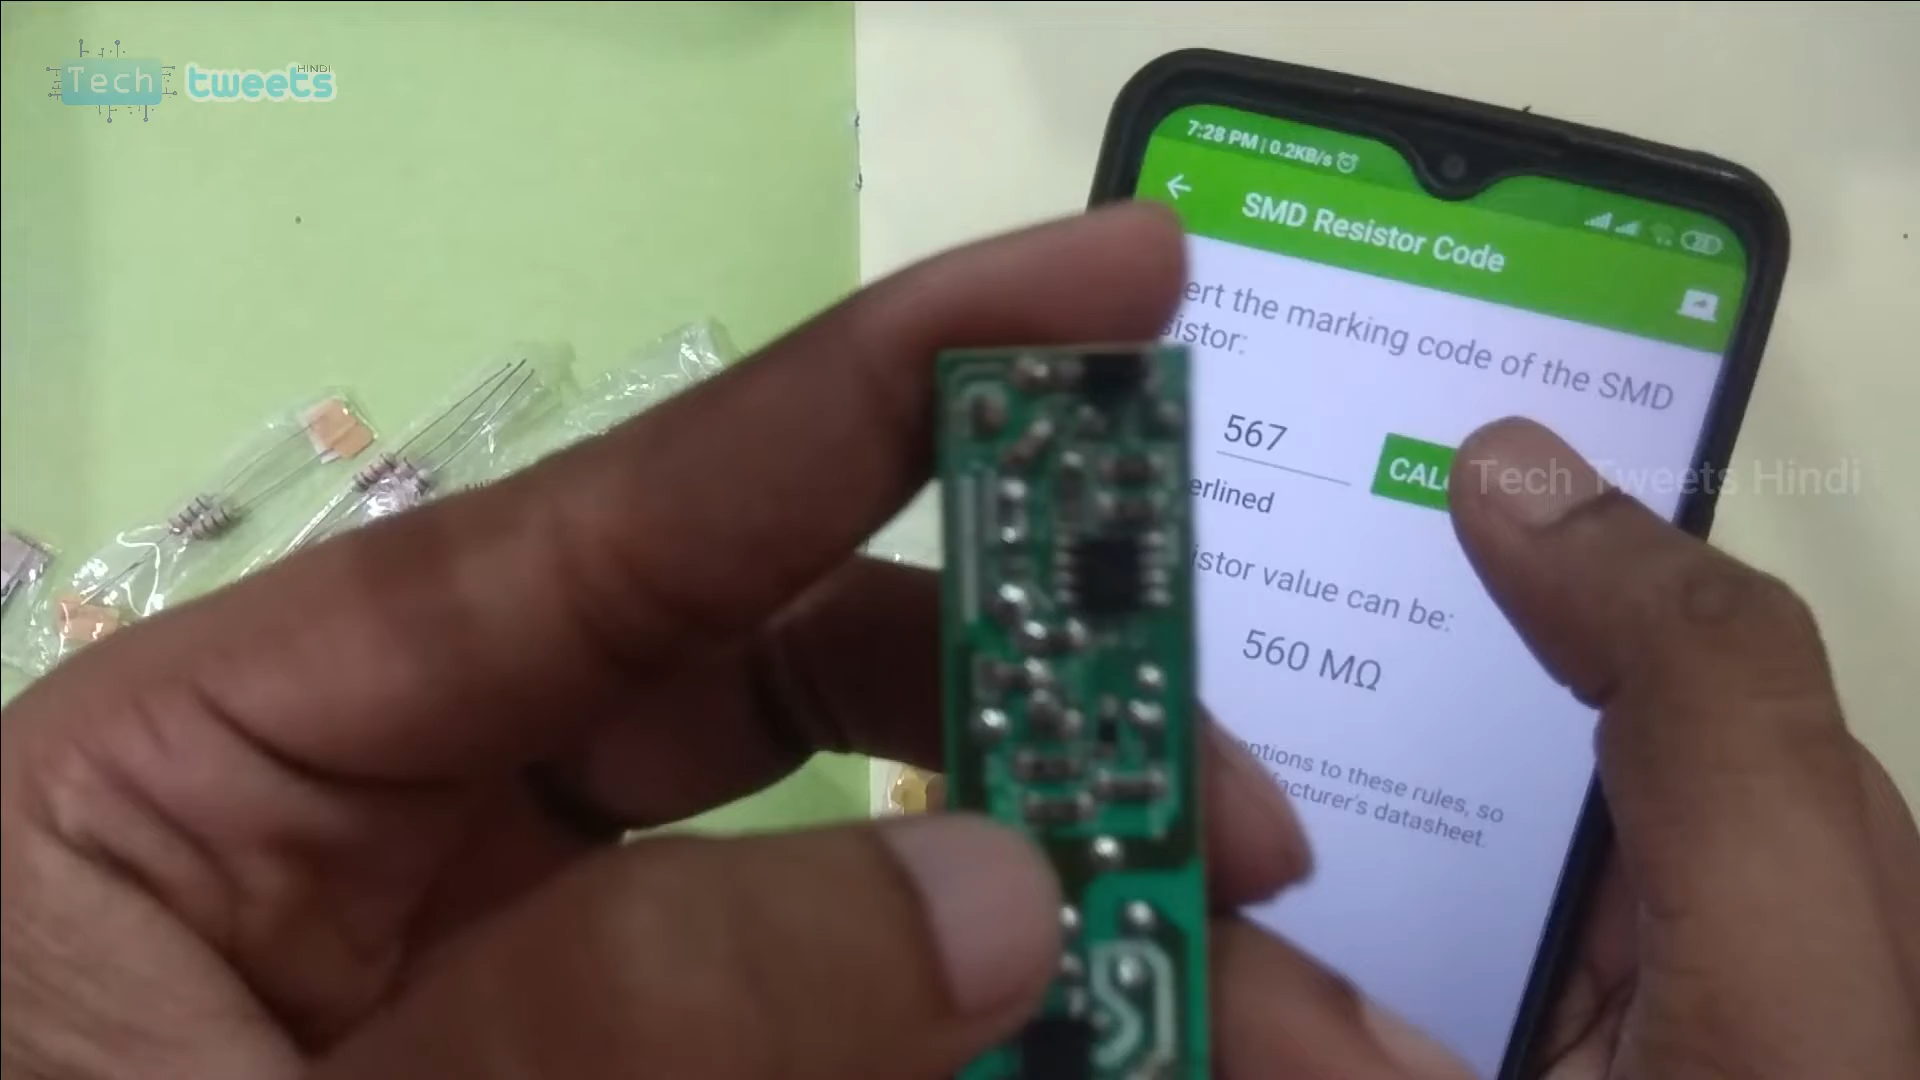 Tech tweets
HINDI
7:28 PM | 0.2KB/s
SMD Resistor Code
ert the marking code of the SMD
sistor:
567
CAL
Tech Tweets Hindi
erlined
istor value can be:
560 MΩ
ptions to these rules, so
facturer's datasheet.